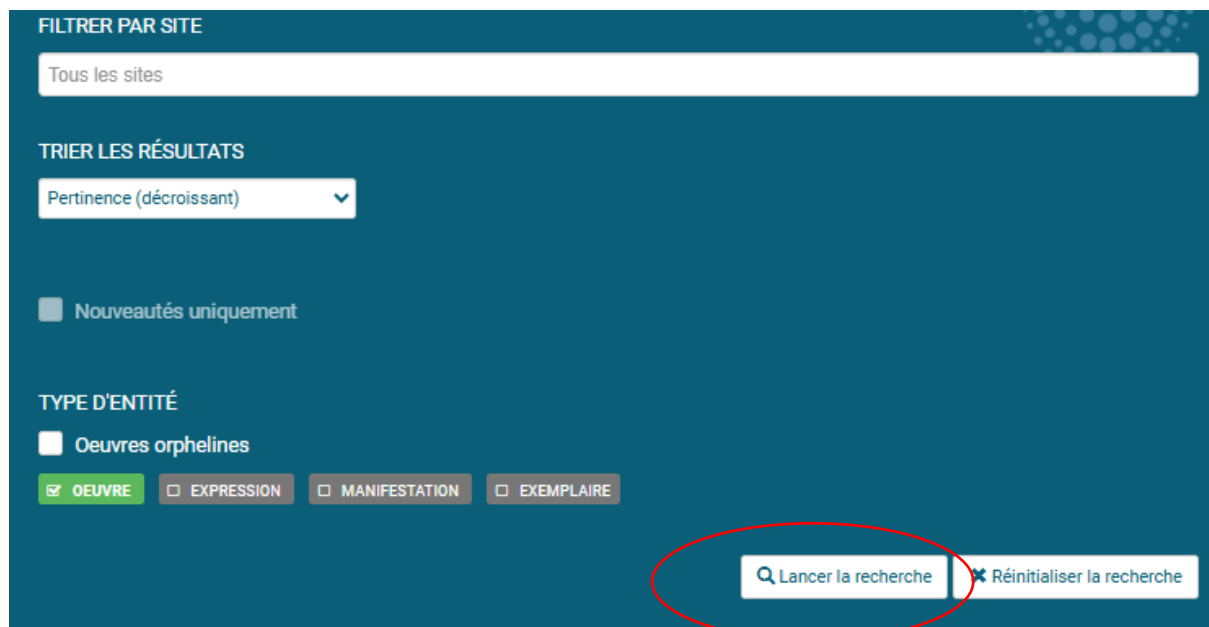 FILTRER PAR SITE
Tous les sites
TRIER LES RÉSULTATS
Pertinence (décroissant)
Nouveautés uniquement
TYPE D'ENTITÉ
Oeuvres orphelines
OEUVRE EXPRESSION MANIFESTATION EXEMPLAIRE
Lancer la recherche Réinitialiser la recherche